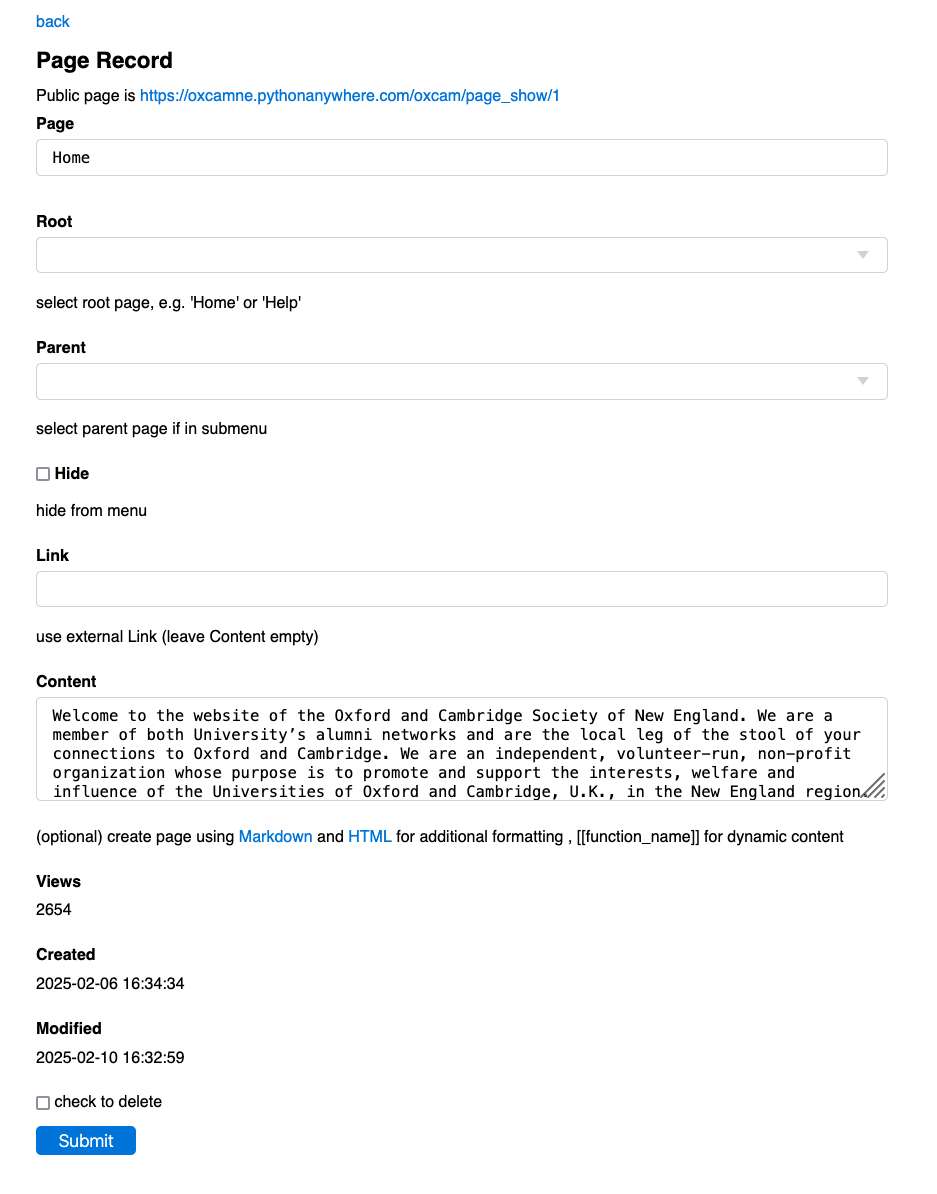 back
Page Record
Public page is https://oxcamne.pythonanywhere.com/oxcam/page_show/1
Page
Home
Root
select root page, e.g. 'Home' or 'Help'
Parent
select parent page if in submenu
Hide
hide from menu
Link
use external Link (leave Content empty)
Content
Welcome to the website of the Oxford and Cambridge Society of New England. We are a
member of both University’s alumni networks and are the local leg of the stool of your
connections to Oxford and Cambridge. We are an independent, volunteer-run, non-profit
organization whose purpose is to promote and support the interests, welfare and
influence of the Universities of Oxford and Cambridge, U.K., in the New England region
(optional) create page using Markdown and HTML for additional formatting , [[function_name]] for dynamic content
Views
2654
Created
2025-02-06 16:34:34
Modified
2025-02-10 16:32:59
check to delete
Submit